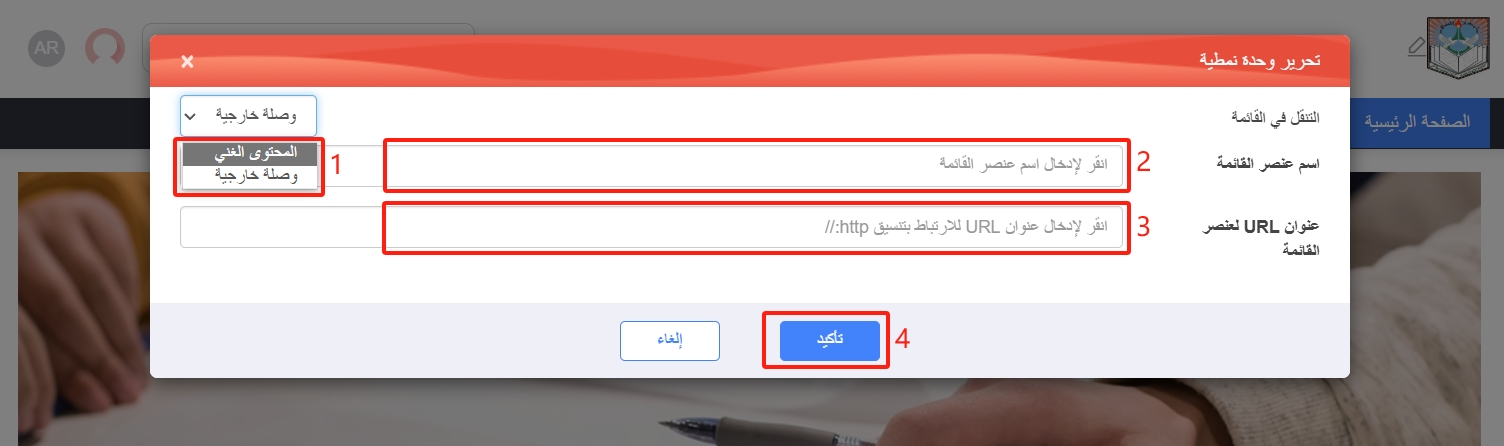 AR
تحرير وحدة نمطية
×
الصفحة الرئيسية
التنقل في القائمة
وصلة خارجية
المحتوى الغني
وصلة خارجية
1
اسم عنصر القائمة
انقر لإدخال اسم عنصر القائمة
2
عنوان URL لعنصر
القائمة
انقر لإدخال عنوان URL للارتباط بتنسيق http://
3
تأكيد
4
إلغاء